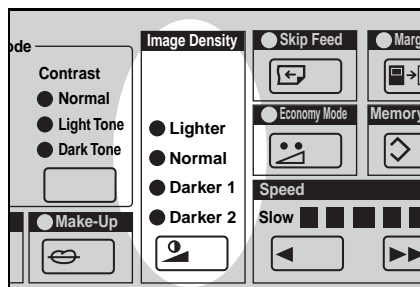 ode
Contrast
Normal
Light Tone
Dark Tone
Make-Up
Image Density
Lighter
Normal
Darker 1
Darker 2
Skip Feed
Marg
Economy Mode
Memory
Speed
Slow